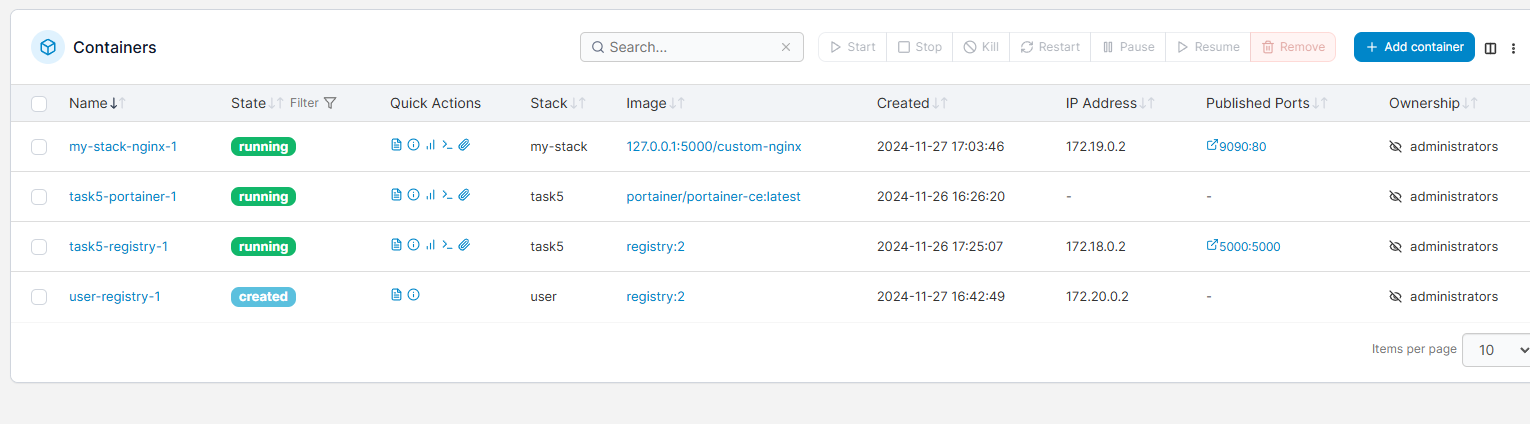 Containers Search... Start Stop Kill Restart Pause Resume Remove + Add container
Name State Filter Quick Actions Stack Image Created IP Address Published Ports Ownership
my-stack-nginx-1 running my-stack 127.0.0.1:5000/custom-nginx 2024-11-27 17:03:46 172.19.0.2 9090:80 administrators
task5-portainer-1 running task5 portainer/portainer-ce:latest 2024-11-26 16:26:20 - - administrators
task5-registry-1 running task5 registry:2 2024-11-26 17:25:07 172.18.0.2 5000:5000 administrators
user-registry-1 created user registry:2 2024-11-27 16:42:49 172.20.0.2 - administrators
Items per page 10